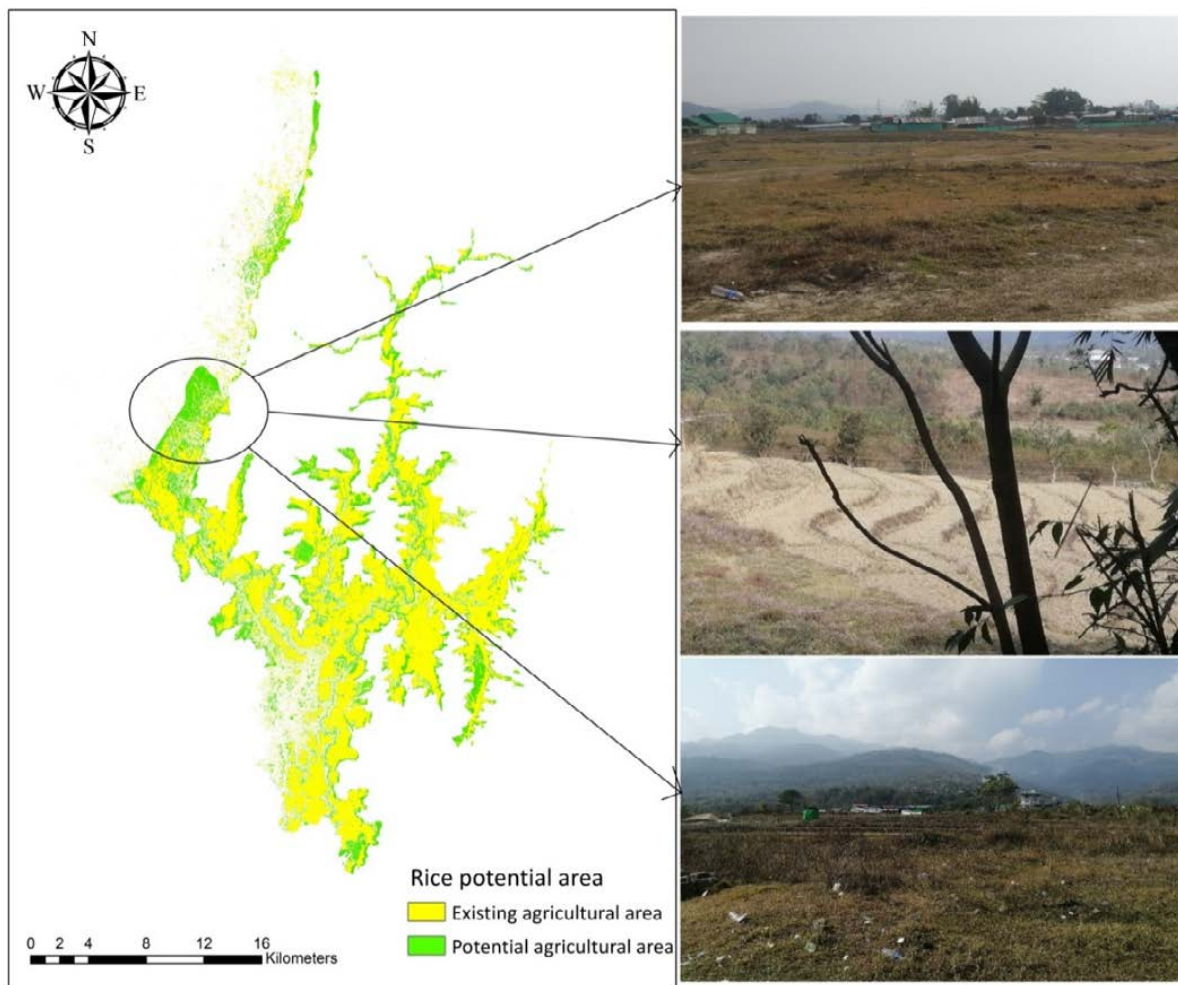 N
W E
S
Rice potential area
Existing agricultural area
Potential agricultural area
0 2 4 8 12 16
Kilometers